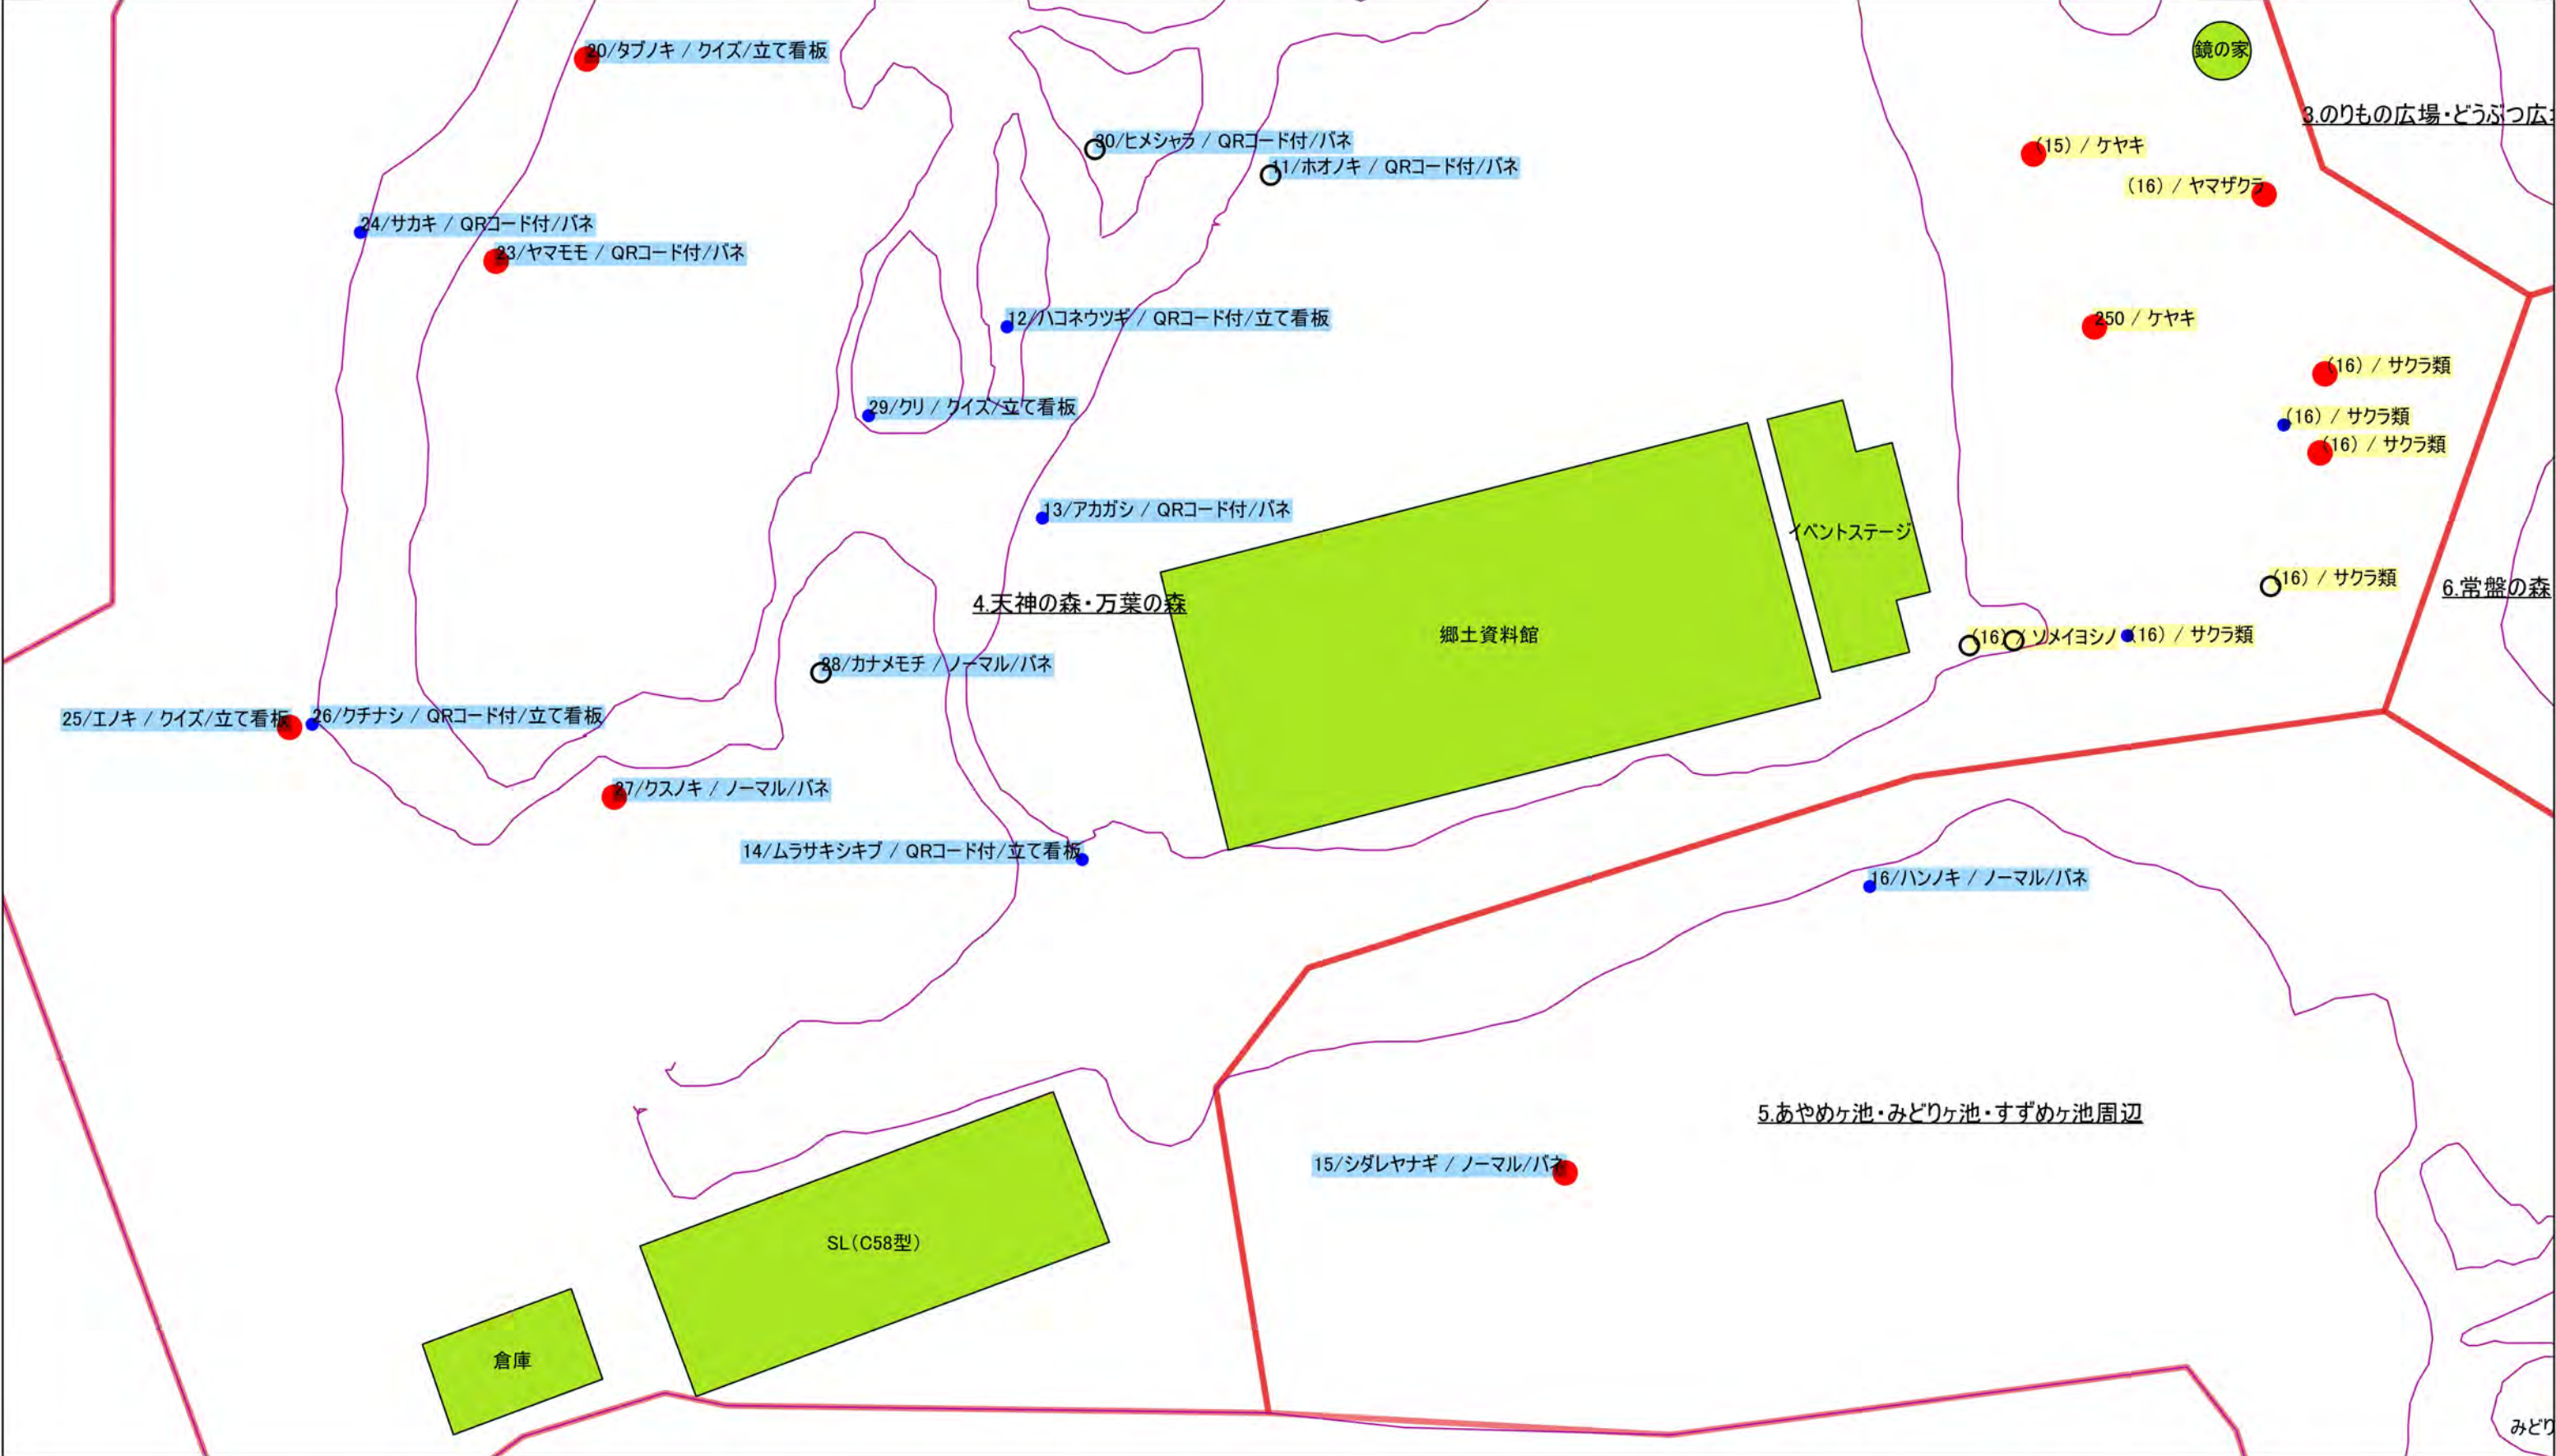 20/タブノキ / クイズ/立て看板
鏡の家
3.のりもの広場・どうぶつ広
30/ヒメシャラ / QRコード付/バネ
(15) / ケヤキ
11/ホオノキ / QRコード付/バネ
(16) / ヤマザクラ
24/サカキ / QRコード付/バネ
23/ヤマモモ / QRコード付/バネ
12/ハコネウツギ / QRコード付/立て看板
250 / ケヤキ
(16) / サクラ類
29/クリ / クイズ/立て看板
(16) / サクラ類
(16) / サクラ類
13/アカガシ / QRコード付/バネ
イベントステージ
(16) / サクラ類
6.常盤の森
4.天神の森・万葉の森
郷土資料館
(16) / ソメイヨシノ
(16) / サクラ類
28/カナメモチ / ノーマル/バネ
25/エノキ / クイズ/立て看板
26/クチナシ / QRコード付/立て看板
27/クスノキ / ノーマル/バネ
14/ムラサキシキブ / QRコード付/立て看板
16/ハンノキ / ノーマル/バネ
5.あやめヶ池・みどりヶ池・すずめヶ池周辺
15/シダレヤナギ / ノーマル/バネ
SL(C58型)
倉庫
みどり